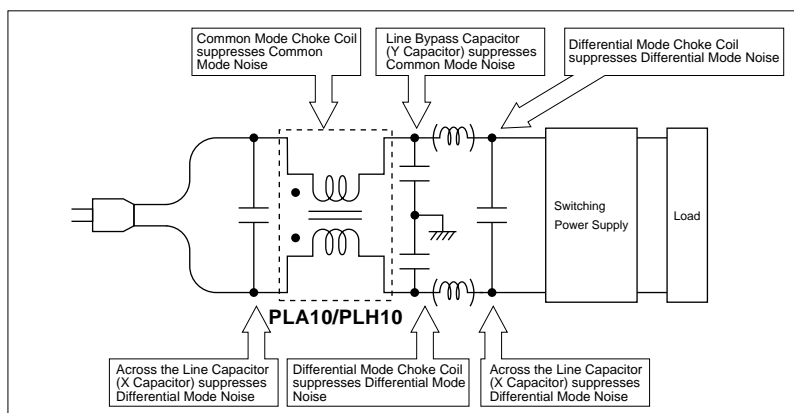 Common Mode Choke Coil
suppresses Common
Mode Noise
Line Bypass Capacitor
(Y Capacitor) suppresses
Common Mode Noise
Differential Mode Choke Coil
suppresses Differential Mode Noise
Switching
Power Supply
Load
PLA10/PLH10
Across the Line Capacitor
(X Capacitor) suppresses
Differential Mode Noise
Differential Mode Choke Coil
suppresses Differential Mode
Noise
Across the Line Capacitor
(X Capacitor) suppresses
Differential Mode Noise